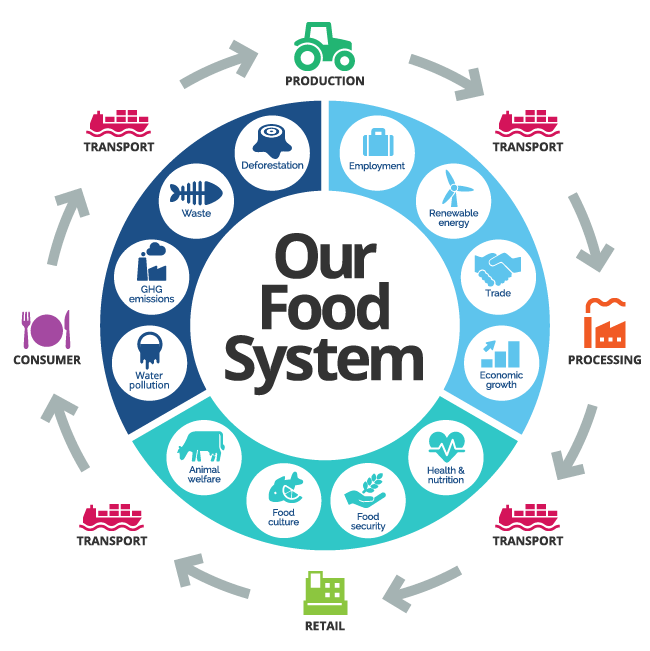 PRODUCTION
TRANSPORT
TRANSPORT
Deforestation
Employment
Waste
Renewable
energy
GHG
emissions
Trade
Our
Food
System
CONSUMER
PROCESSING
Water
pollution
Economic
growth
Animal
welfare
Health &
nutrition
Food
culture
Food
security
TRANSPORT
TRANSPORT
RETAIL